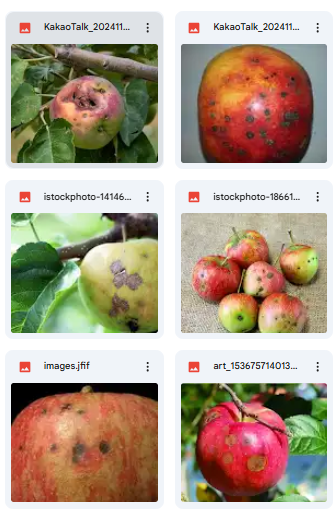 KakaoTalk_202411...
KakaoTalk_202411...
istockphoto-14146...
istockphoto-18661...
images.jfif
art_153675714013...